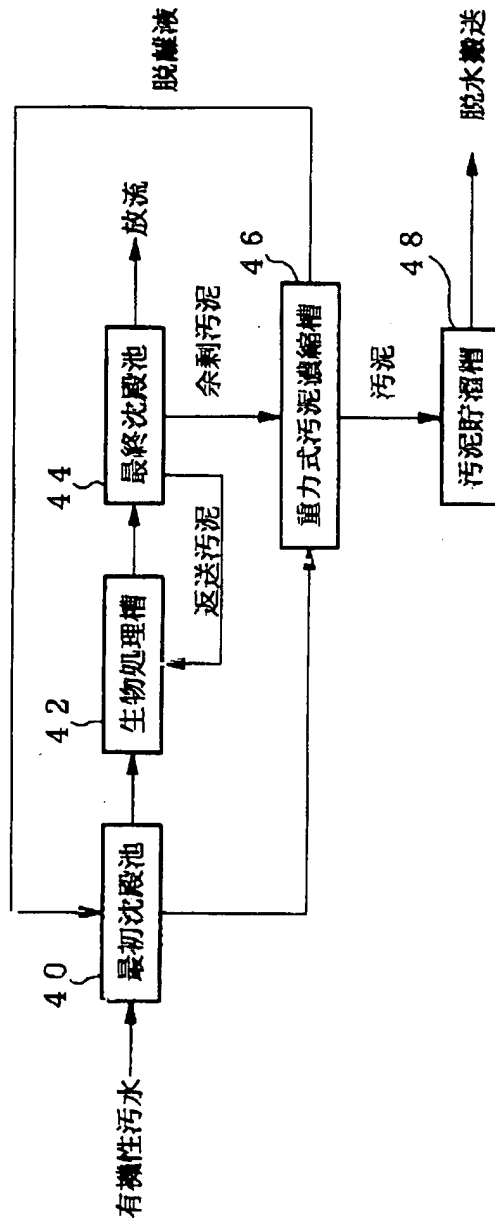 有機性汚水
40
最初沈殿池
42
生物処理槽
44
最終沈殿池
放流
返送汚泥
余剰汚泥
46
重力式汚泥濃縮槽
脱離液
汚泥
48
汚泥貯溜槽
脱水搬送